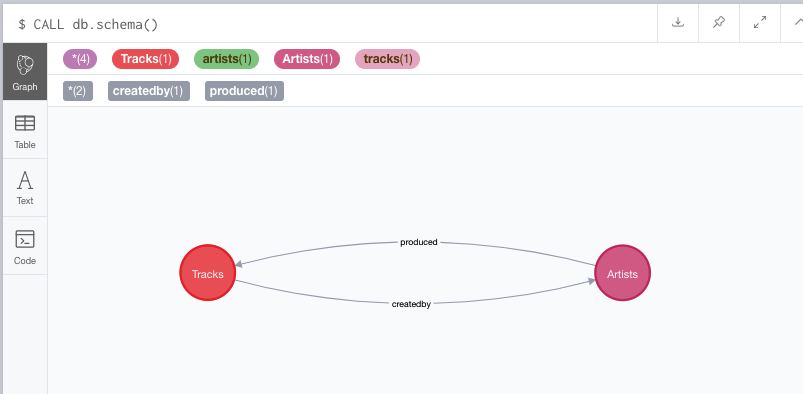 $ CALL db.schema()
*(4) Tracks(1) artists(1) Artists(1) tracks(1)
*(2) createdby(1) produced(1)
Graph
Table
A
Text
Code
produced
Tracks
Artists
createdby